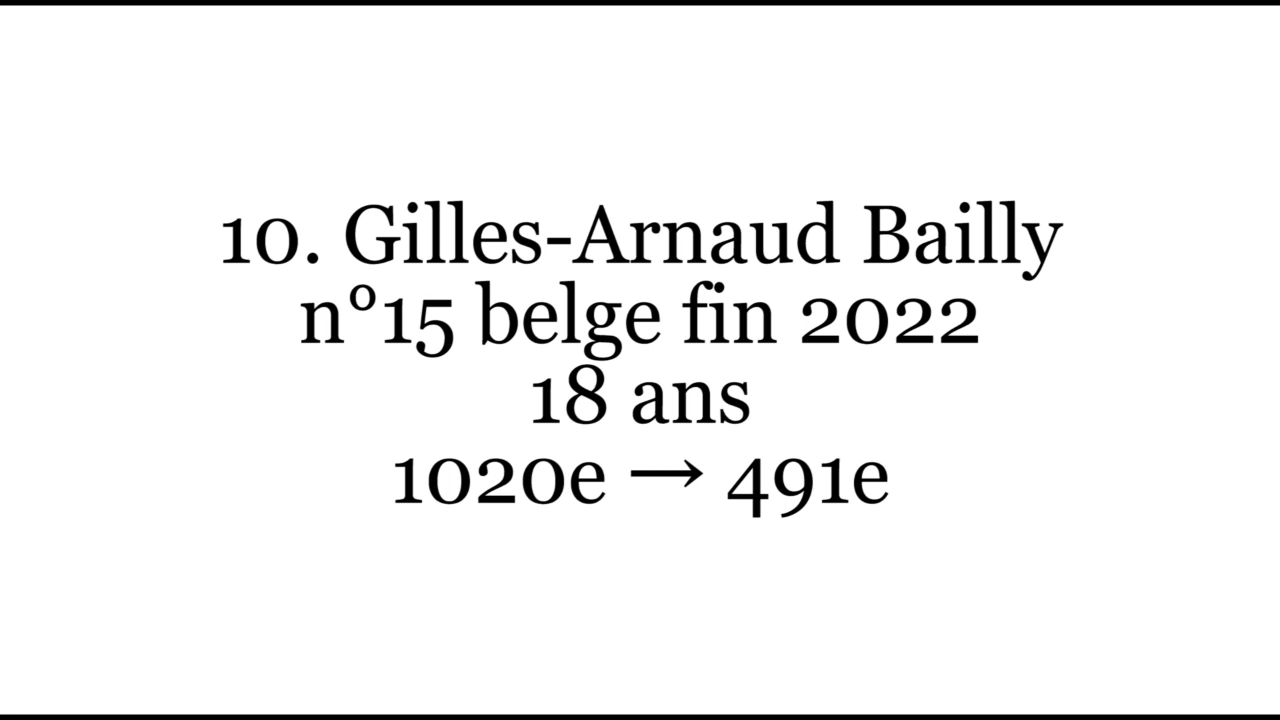 10. Gilles-Arnaud Bailly
n°15 belge fin 2022
18 ans
1020e → 491e